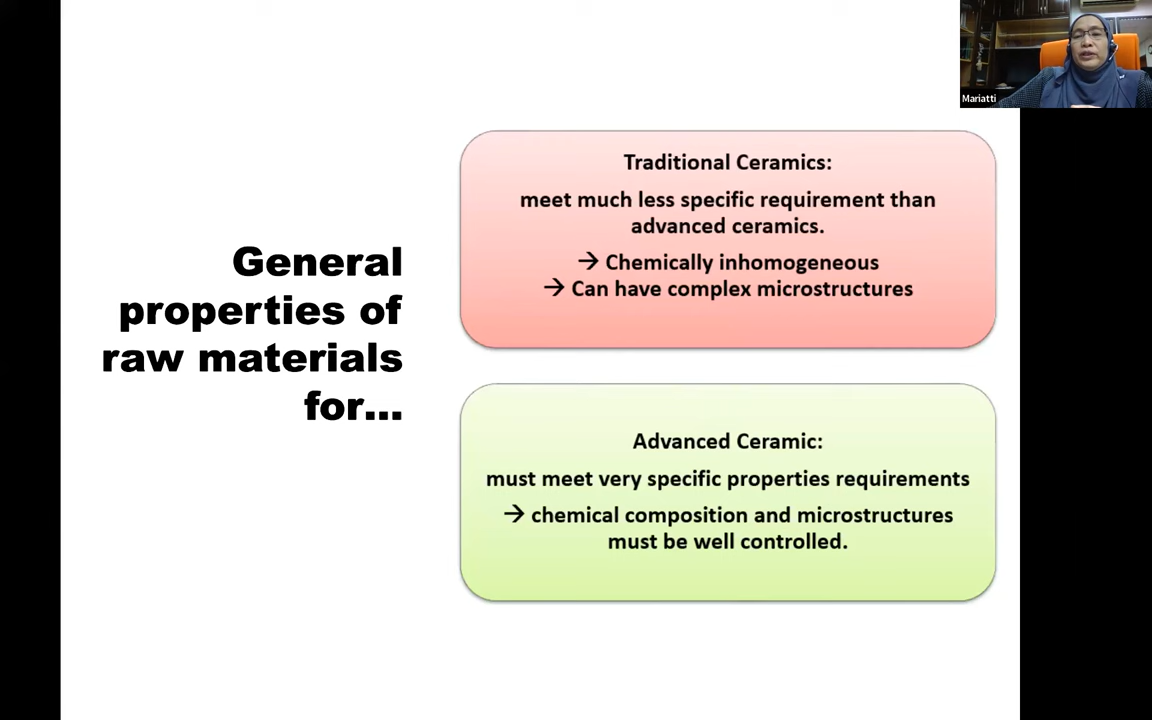 Mariatti
General
properties of
raw materials
for...
Traditional Ceramics:
meet much less specific requirement than
advanced ceramics.
→ Chemically inhomogeneous
→ Can have complex microstructures
Advanced Ceramic:
must meet very specific properties requirements
→ chemical composition and microstructures
must be well controlled.